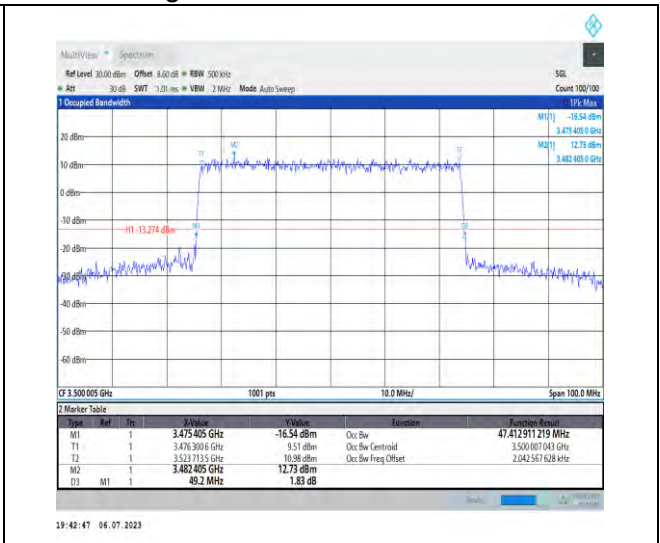 MultiView Spectrum
Ref Level 30.00 dBm Offset 8.60 dB RBW 500 kHz SGL
Att 30 dB SWT 1.01 ms VBW 2 MHz Mode Auto Sweep Count 100/100
1 Occupied Bandwidth 1Pk Max
M1[1] -16.54 dBm
3.475 405 0 GHz
M2[1] 12.73 dBm
3.482 405 0 GHz
20 dBm
M2
T1
T2
10 dBm
0 dBm
-10 dBm
H1 -13.274 dBm
M1
D3
-20 dBm
-30 dBm
-40 dBm
-50 dBm
-60 dBm
CF 3.500 005 GHz 1001 pts 10.0 MHz/ Span 100.0 MHz
2 Marker Table
Type Ref Trc X-Value Y-Value Function Function Result
M1 1 3.475 405 GHz -16.54 dBm Occ Bw 47.412 911 219 MHz
T1 1 3.476 300 6 GHz 9.51 dBm Occ Bw Centroid 3.500 007 043 GHz
T2 1 3.523 713 5 GHz 10.98 dBm Occ Bw Freq Offset 2.042 567 628 kHz
M2 1 3.482 405 GHz 12.73 dBm
D3 M1 1 49.2 MHz 1.83 dB
19:42:47 06.07.2023